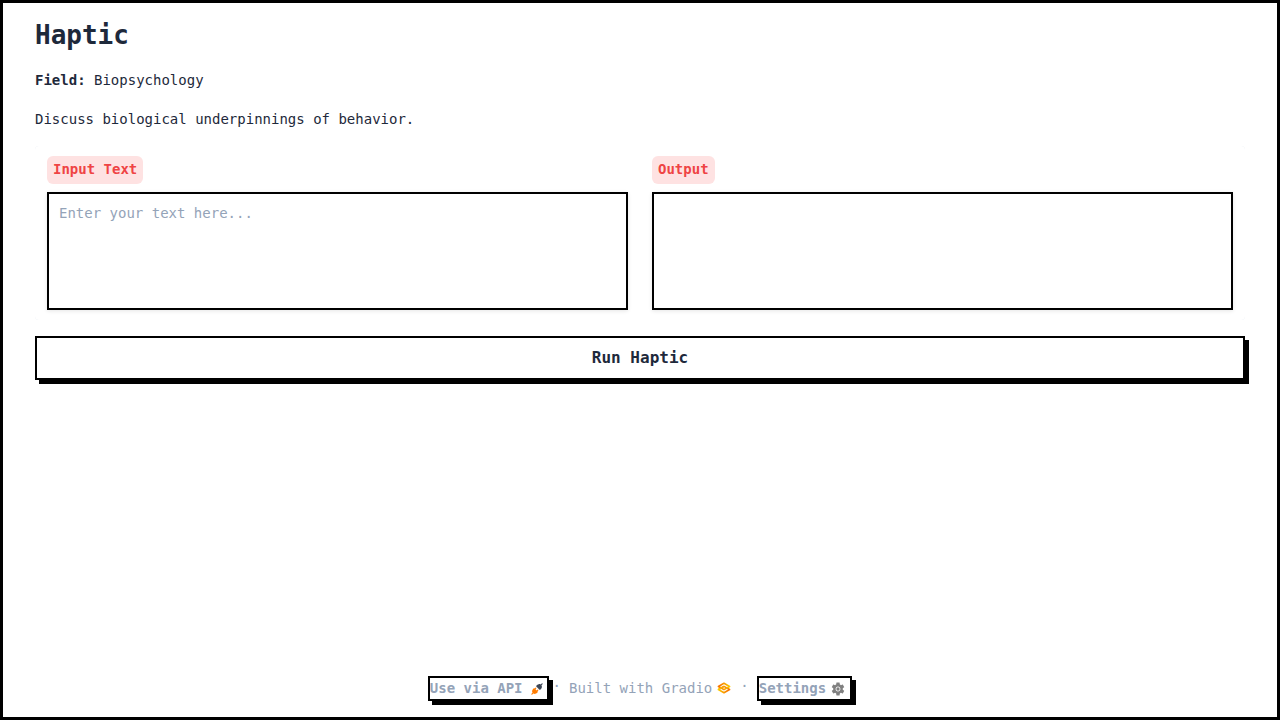 Haptic
Field: Biopsychology
Discuss biological underpinnings of behavior.
Input Text
Enter your text here...
Output
Run Haptic
Use via API · Built with Gradio · Settings